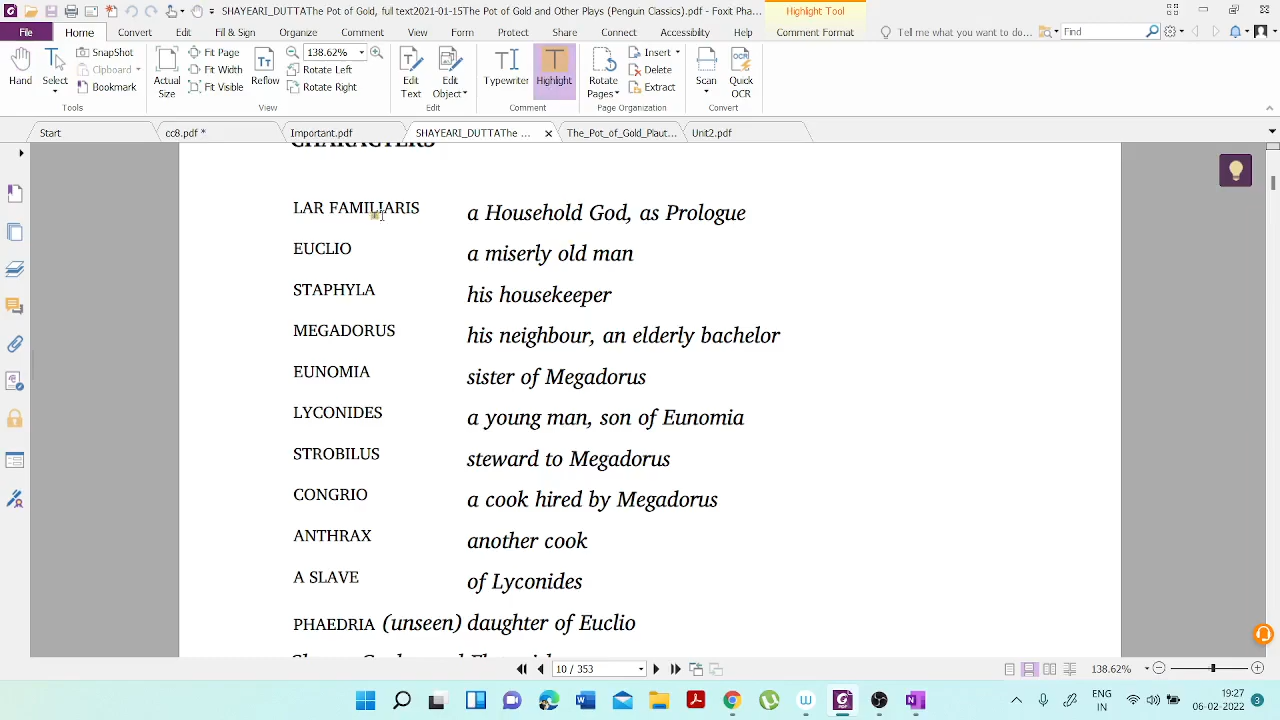 SHAYEARI_DUTTAThe Pot of Gold, full text2021-01-15The Pot of Gold and Other Plays (Penguin Classics).pdf - Foxit Pha...
Highlight Tool
File Home Convert Edit Fill & Sign Organize Comment View Form Protect Share Connect Accessibility Help Comment Format Tell me what you want to do... Find
Hand
Select
SnapShot
Clipboard
Bookmark
Tools
Actual Size
Fit Page
Fit Width
Fit Visible
Reflow
138.62%
Rotate Left
Rotate Right
View
Edit Text
Edit Object
Edit
Typewriter
Highlight
Comment
Rotate Pages
Insert
Delete
Extract
Page Organization
Scan
Quick OCR
Convert
Start cc8.pdf * Important.pdf SHAYEARI_DUTTAThe ... The_Pot_of_Gold_Plaut... Unit2.pdf
CHARACTERS
LAR FAMILIARIS a Household God, as Prologue
EUCLIO a miserly old man
STAPHYLA his housekeeper
MEGADORUS his neighbour, an elderly bachelor
EUNOMIA sister of Megadorus
LYCONIDES a young man, son of Eunomia
STROBILUS steward to Megadorus
CONGRIO a cook hired by Megadorus
ANTHRAX another cook
A SLAVE of Lyconides
PHAEDRIA (unseen) daughter of Euclio
10 / 353
138.62%
ENG
IN
19:27
06-02-2022
3